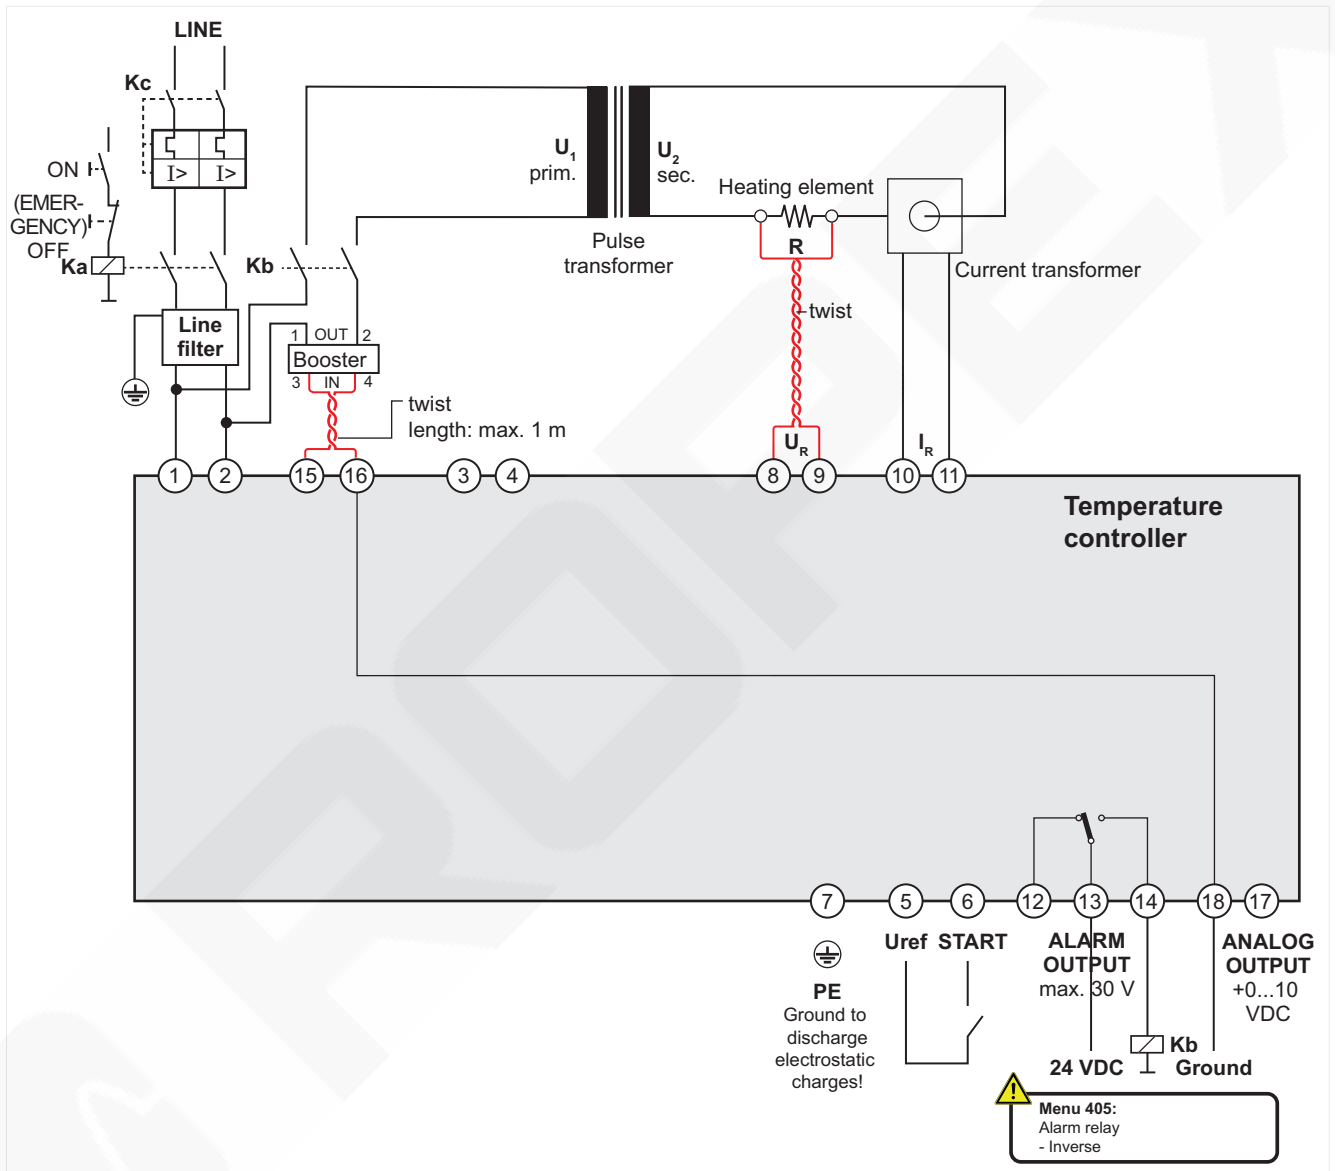 LINE
Kc
I> I>
ON
(EMER-
GENCY)
OFF
Ka
Kb
U1
prim.
U2
sec.
Pulse
transformer
Heating element
R
twist
Current transformer
Line
filter
1 OUT 2
Booster
3 IN 4
twist
length: max. 1 m
UR
IR
1 2 15 16 3 4 8 9 10 11
Temperature
controller
7 5 6 12 13 14 18 17
PE
Ground to
discharge
electrostatic
charges!
Uref START
ALARM
OUTPUT
max. 30 V
24 VDC
Kb
Ground
ANALOG
OUTPUT
+0...10
VDC
!
Menu 405:
Alarm relay
- Inverse
ROPEX